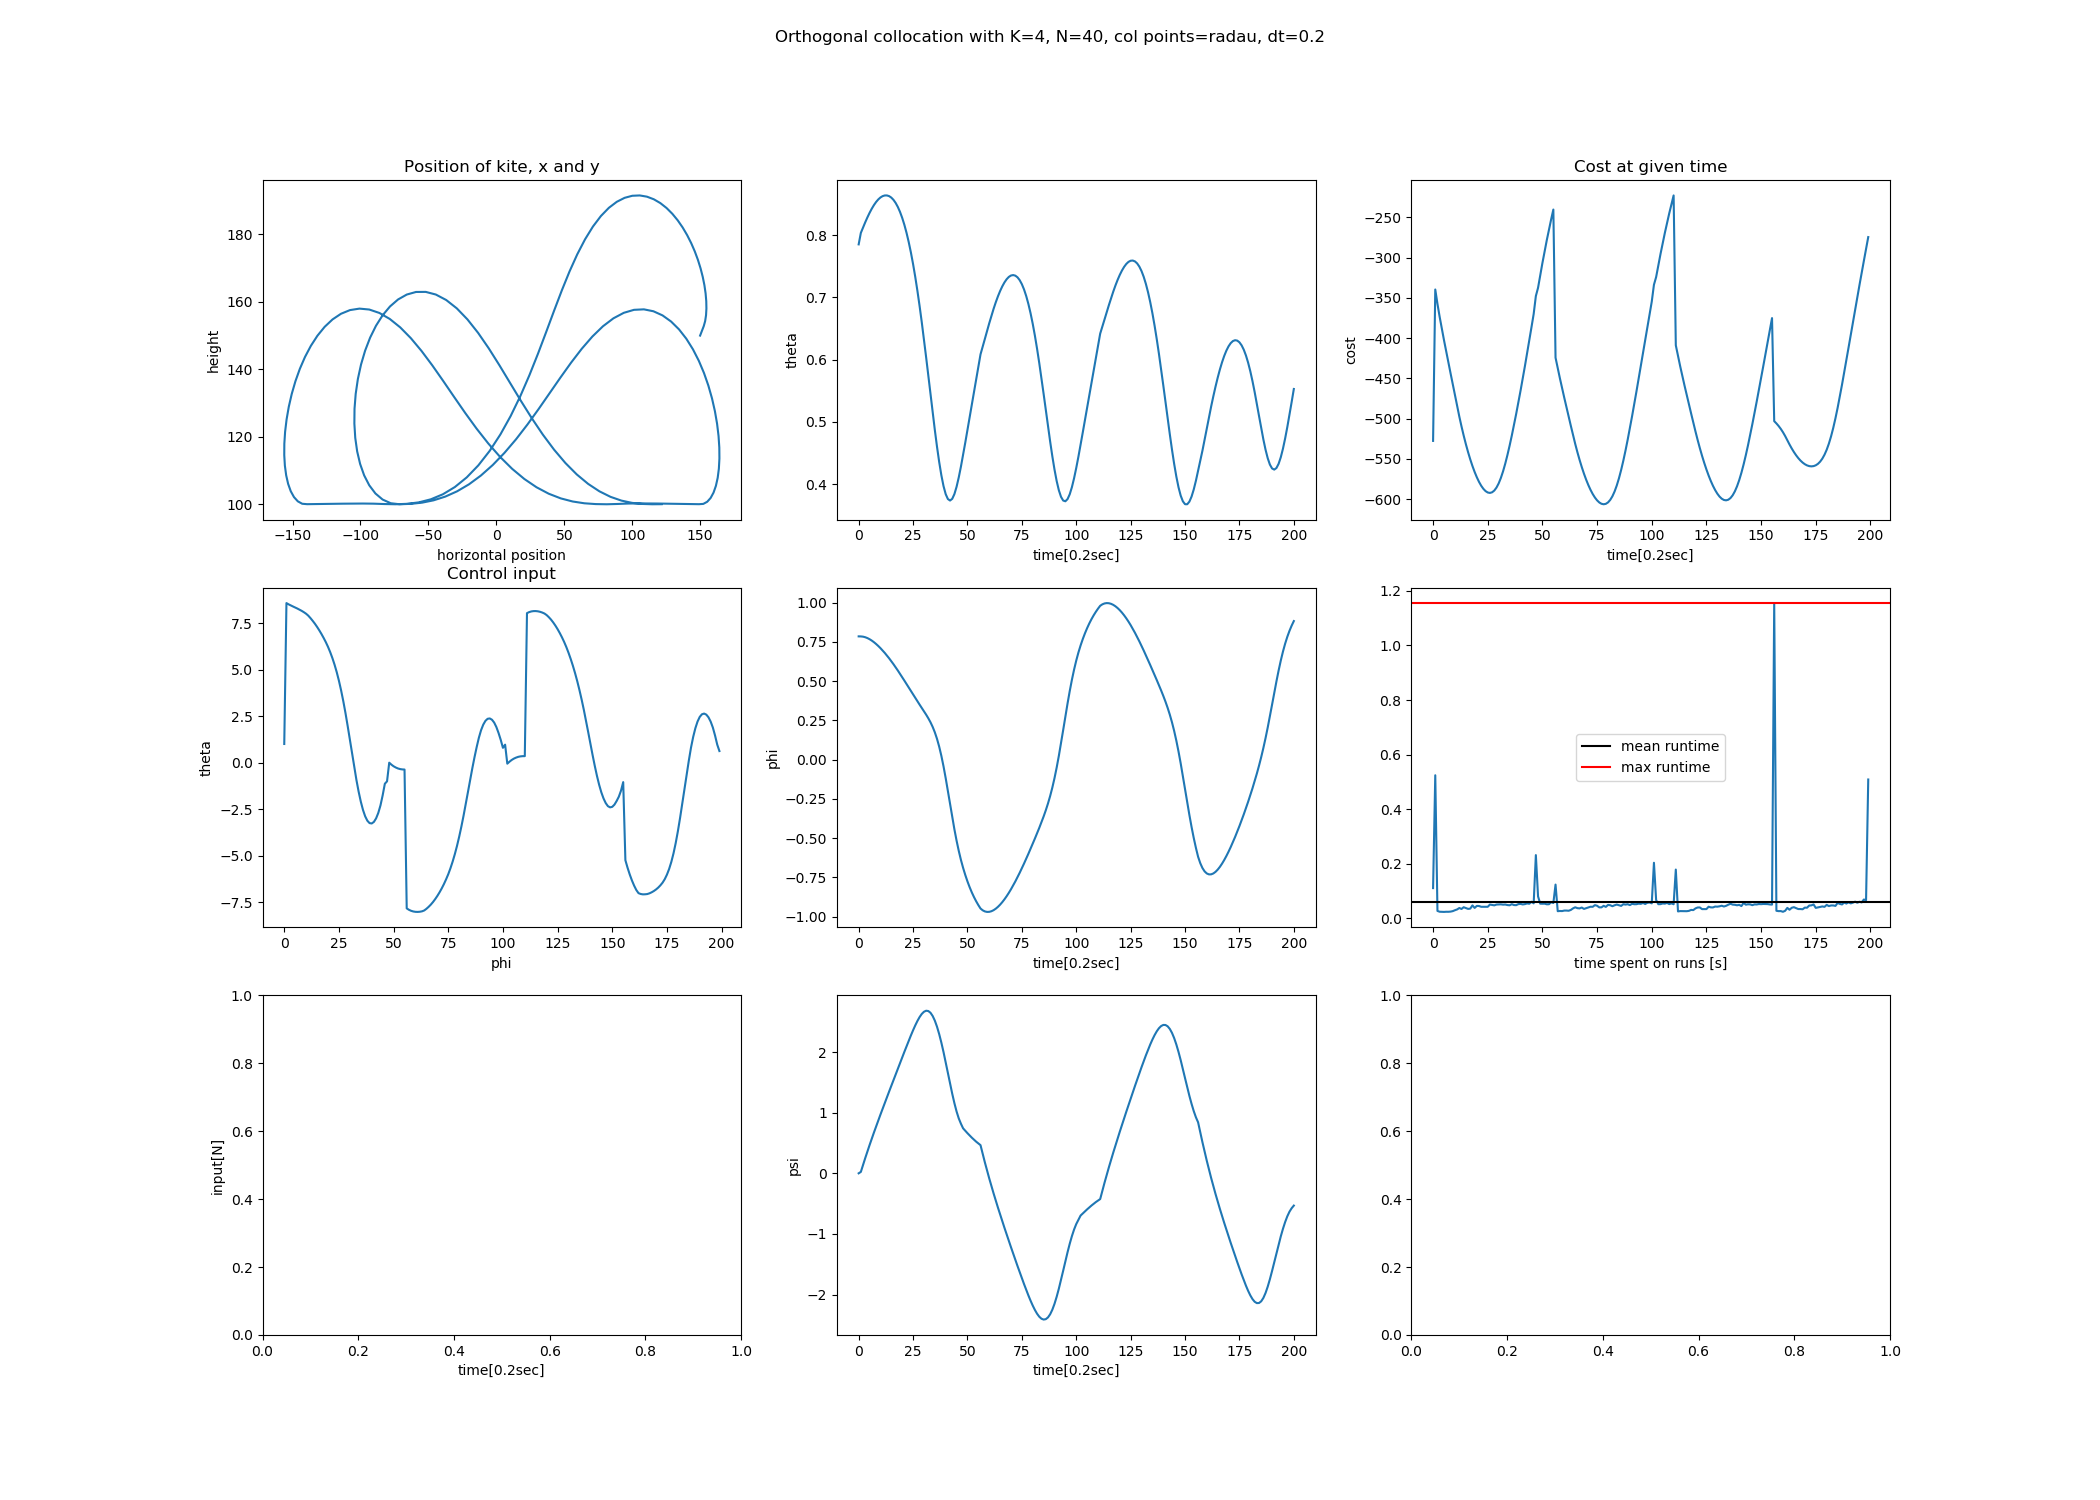 Orthogonal collocation with K=4, N=40, col points=radau, dt=0.2
Position of kite, x and y
height
180
160
140
120
100
−150 −100 −50 0 50 100 150
horizontal position
theta
0.8
0.7
0.6
0.5
0.4
0 25 50 75 100 125 150 175 200
time[0.2sec]
Cost at given time
cost
−250
−300
−350
−400
−450
−500
−550
−600
0 25 50 75 100 125 150 175 200
time[0.2sec]
Control input
theta
7.5
5.0
2.5
0.0
−2.5
−5.0
−7.5
0 25 50 75 100 125 150 175 200
phi
phi
1.00
0.75
0.50
0.25
0.00
−0.25
−0.50
−0.75
−1.00
0 25 50 75 100 125 150 175 200
time[0.2sec]
1.2
1.0
0.8
0.6
0.4
0.2
0.0
mean runtime
max runtime
0 25 50 75 100 125 150 175 200
time spent on runs [s]
input[N]
1.0
0.8
0.6
0.4
0.2
0.0
0.0 0.2 0.4 0.6 0.8 1.0
time[0.2sec]
psi
2
1
0
−1
−2
0 25 50 75 100 125 150 175 200
time[0.2sec]
1.0
0.8
0.6
0.4
0.2
0.0
0.0 0.2 0.4 0.6 0.8 1.0